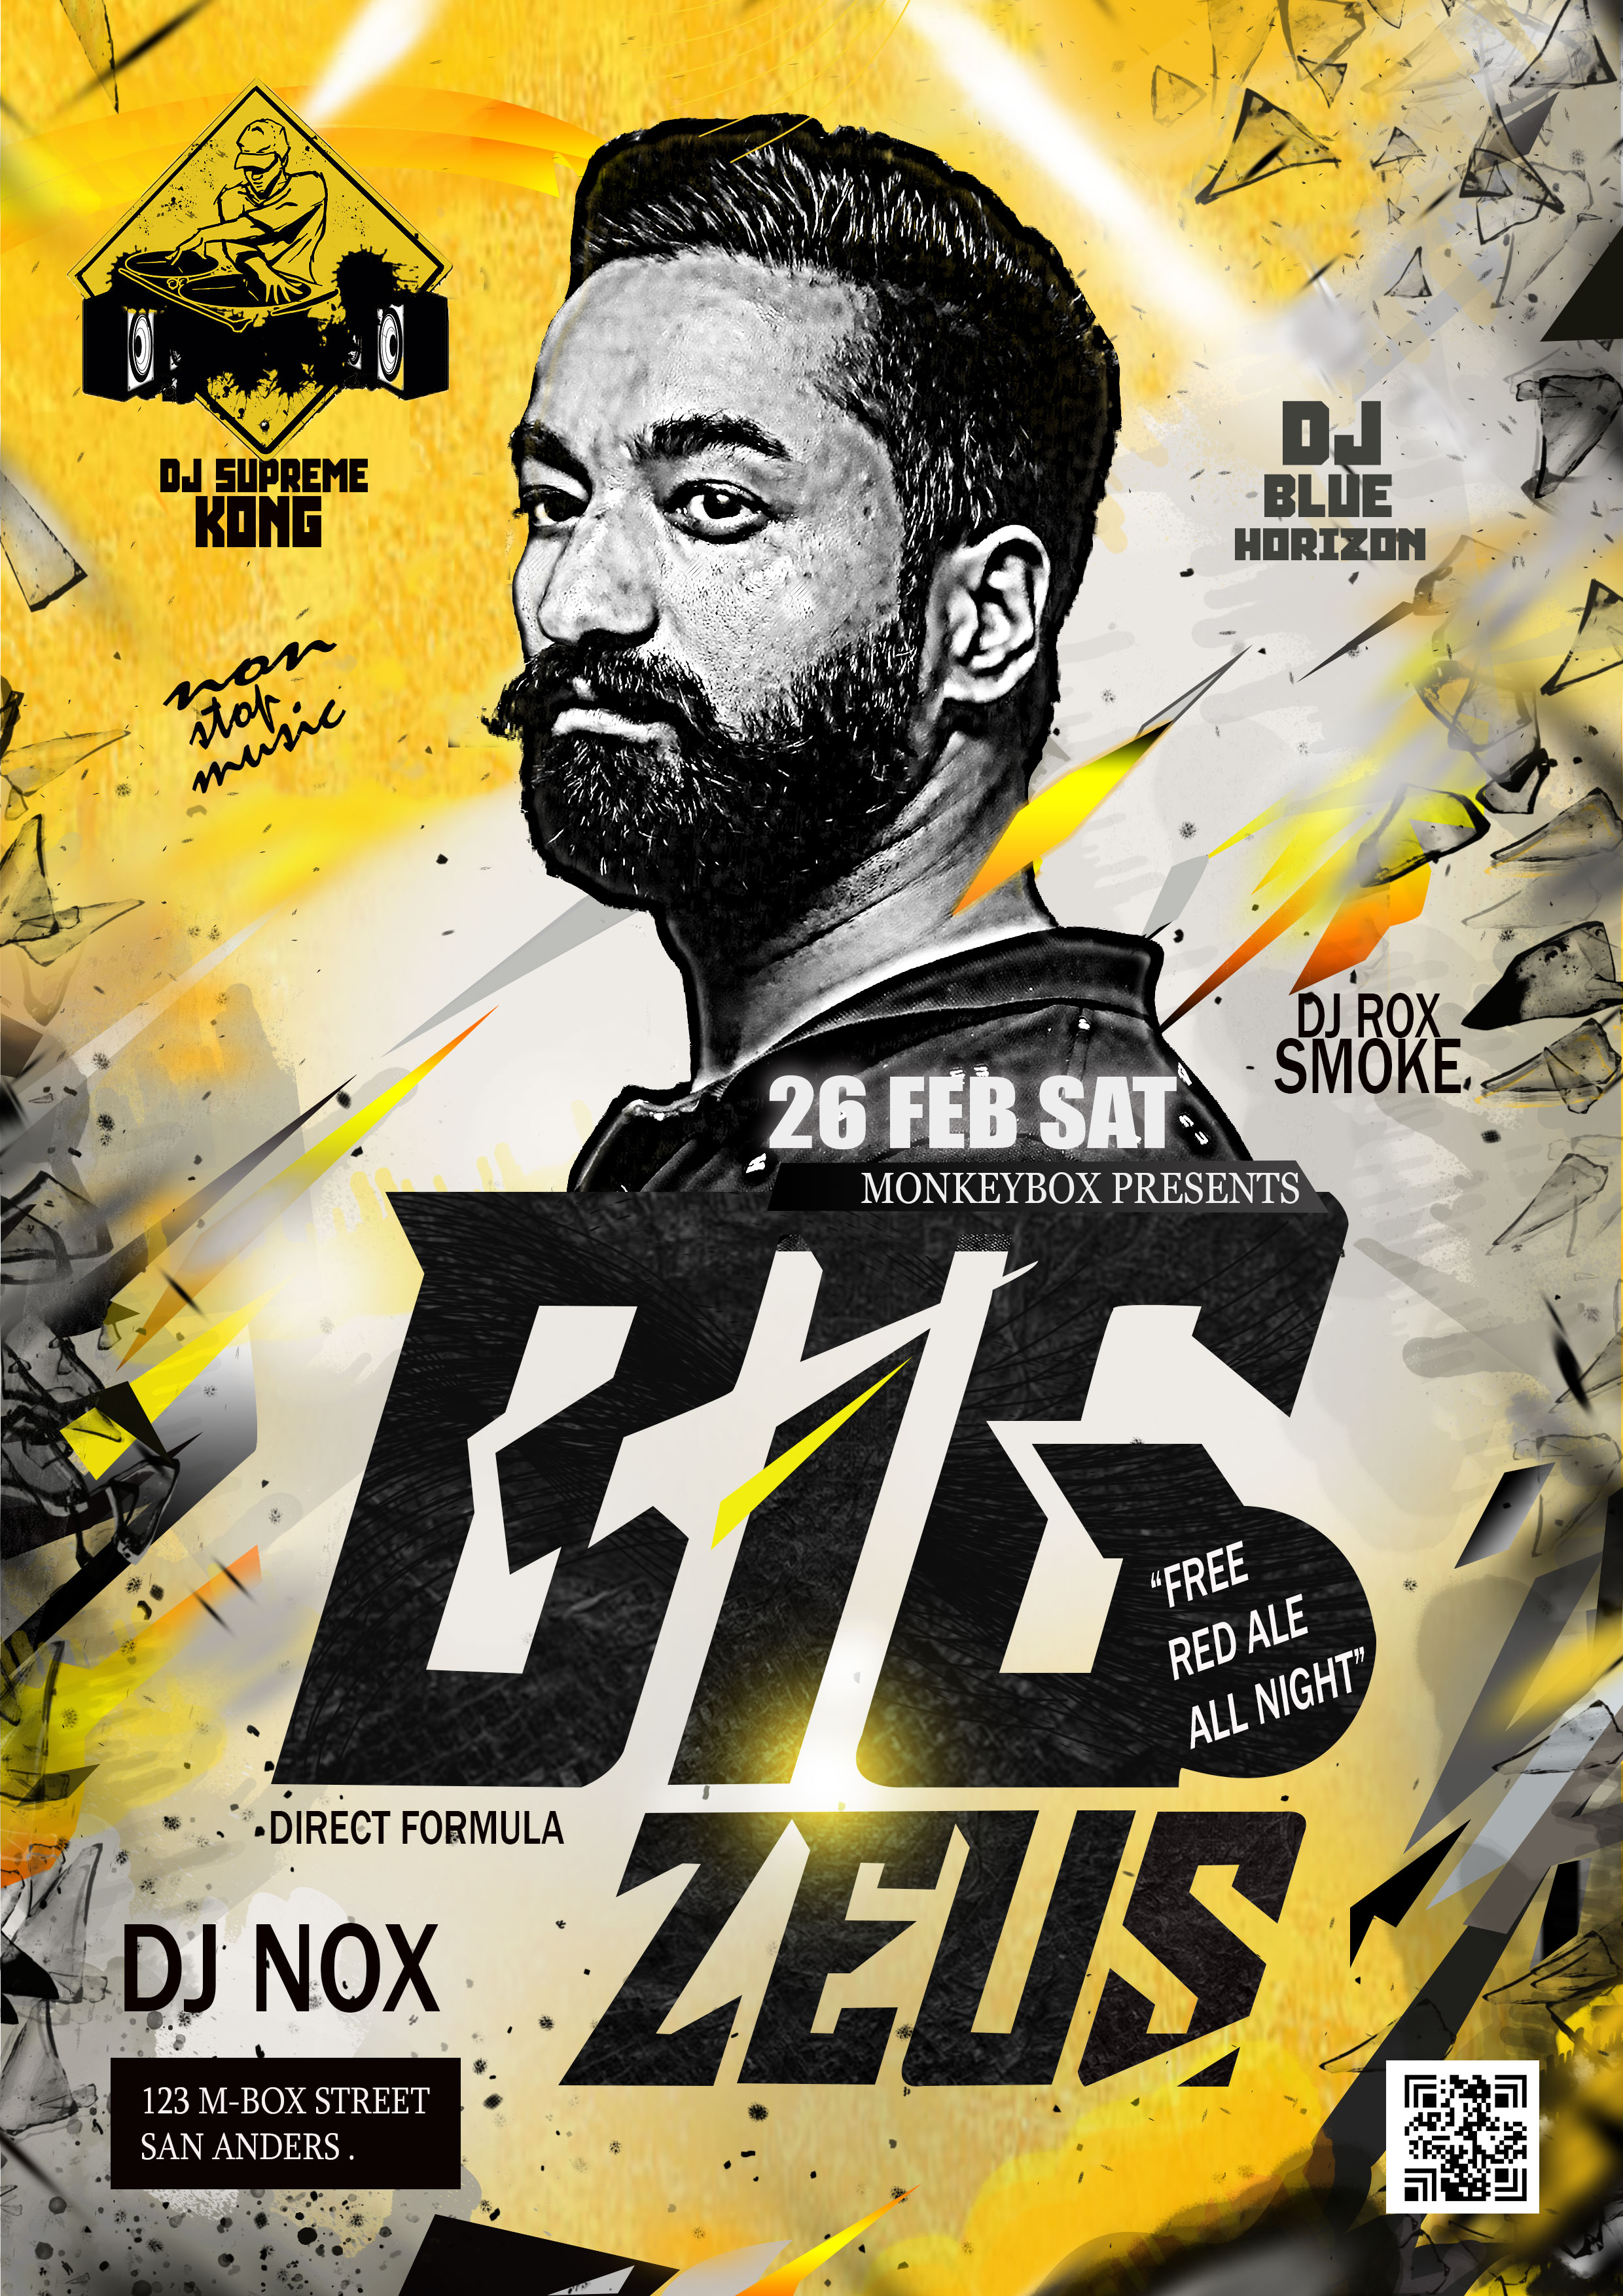 DJ SUPREME
KONG
DJ
BLUE
HORIZON
non
stop
music
DJ ROX
SMOKE
26 FEB SAT
MONKEYBOX PRESENTS
BIG
"FREE
RED ALE
ALL NIGHT"
DIRECT FORMULA
ZEUS
DJ NOX
123 M-BOX STREET
SAN ANDERS .